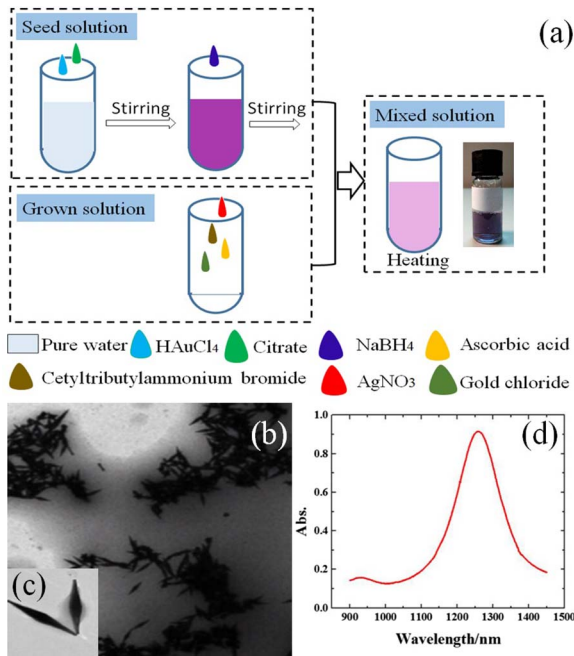 Seed solution
(a)
Stirring
Stirring
Mixed solution
Grown solution
Heating
Pure water
HAuCl4
Citrate
NaBH4
Ascorbic acid
Cetyltributylammonium bromide
AgNO3
Gold chloride
(b)
(c)
(d)
1.0
0.8
0.6
0.4
0.2
0.0
Abs.
900 1000 1100 1200 1300 1400 1500
Wavelength/nm